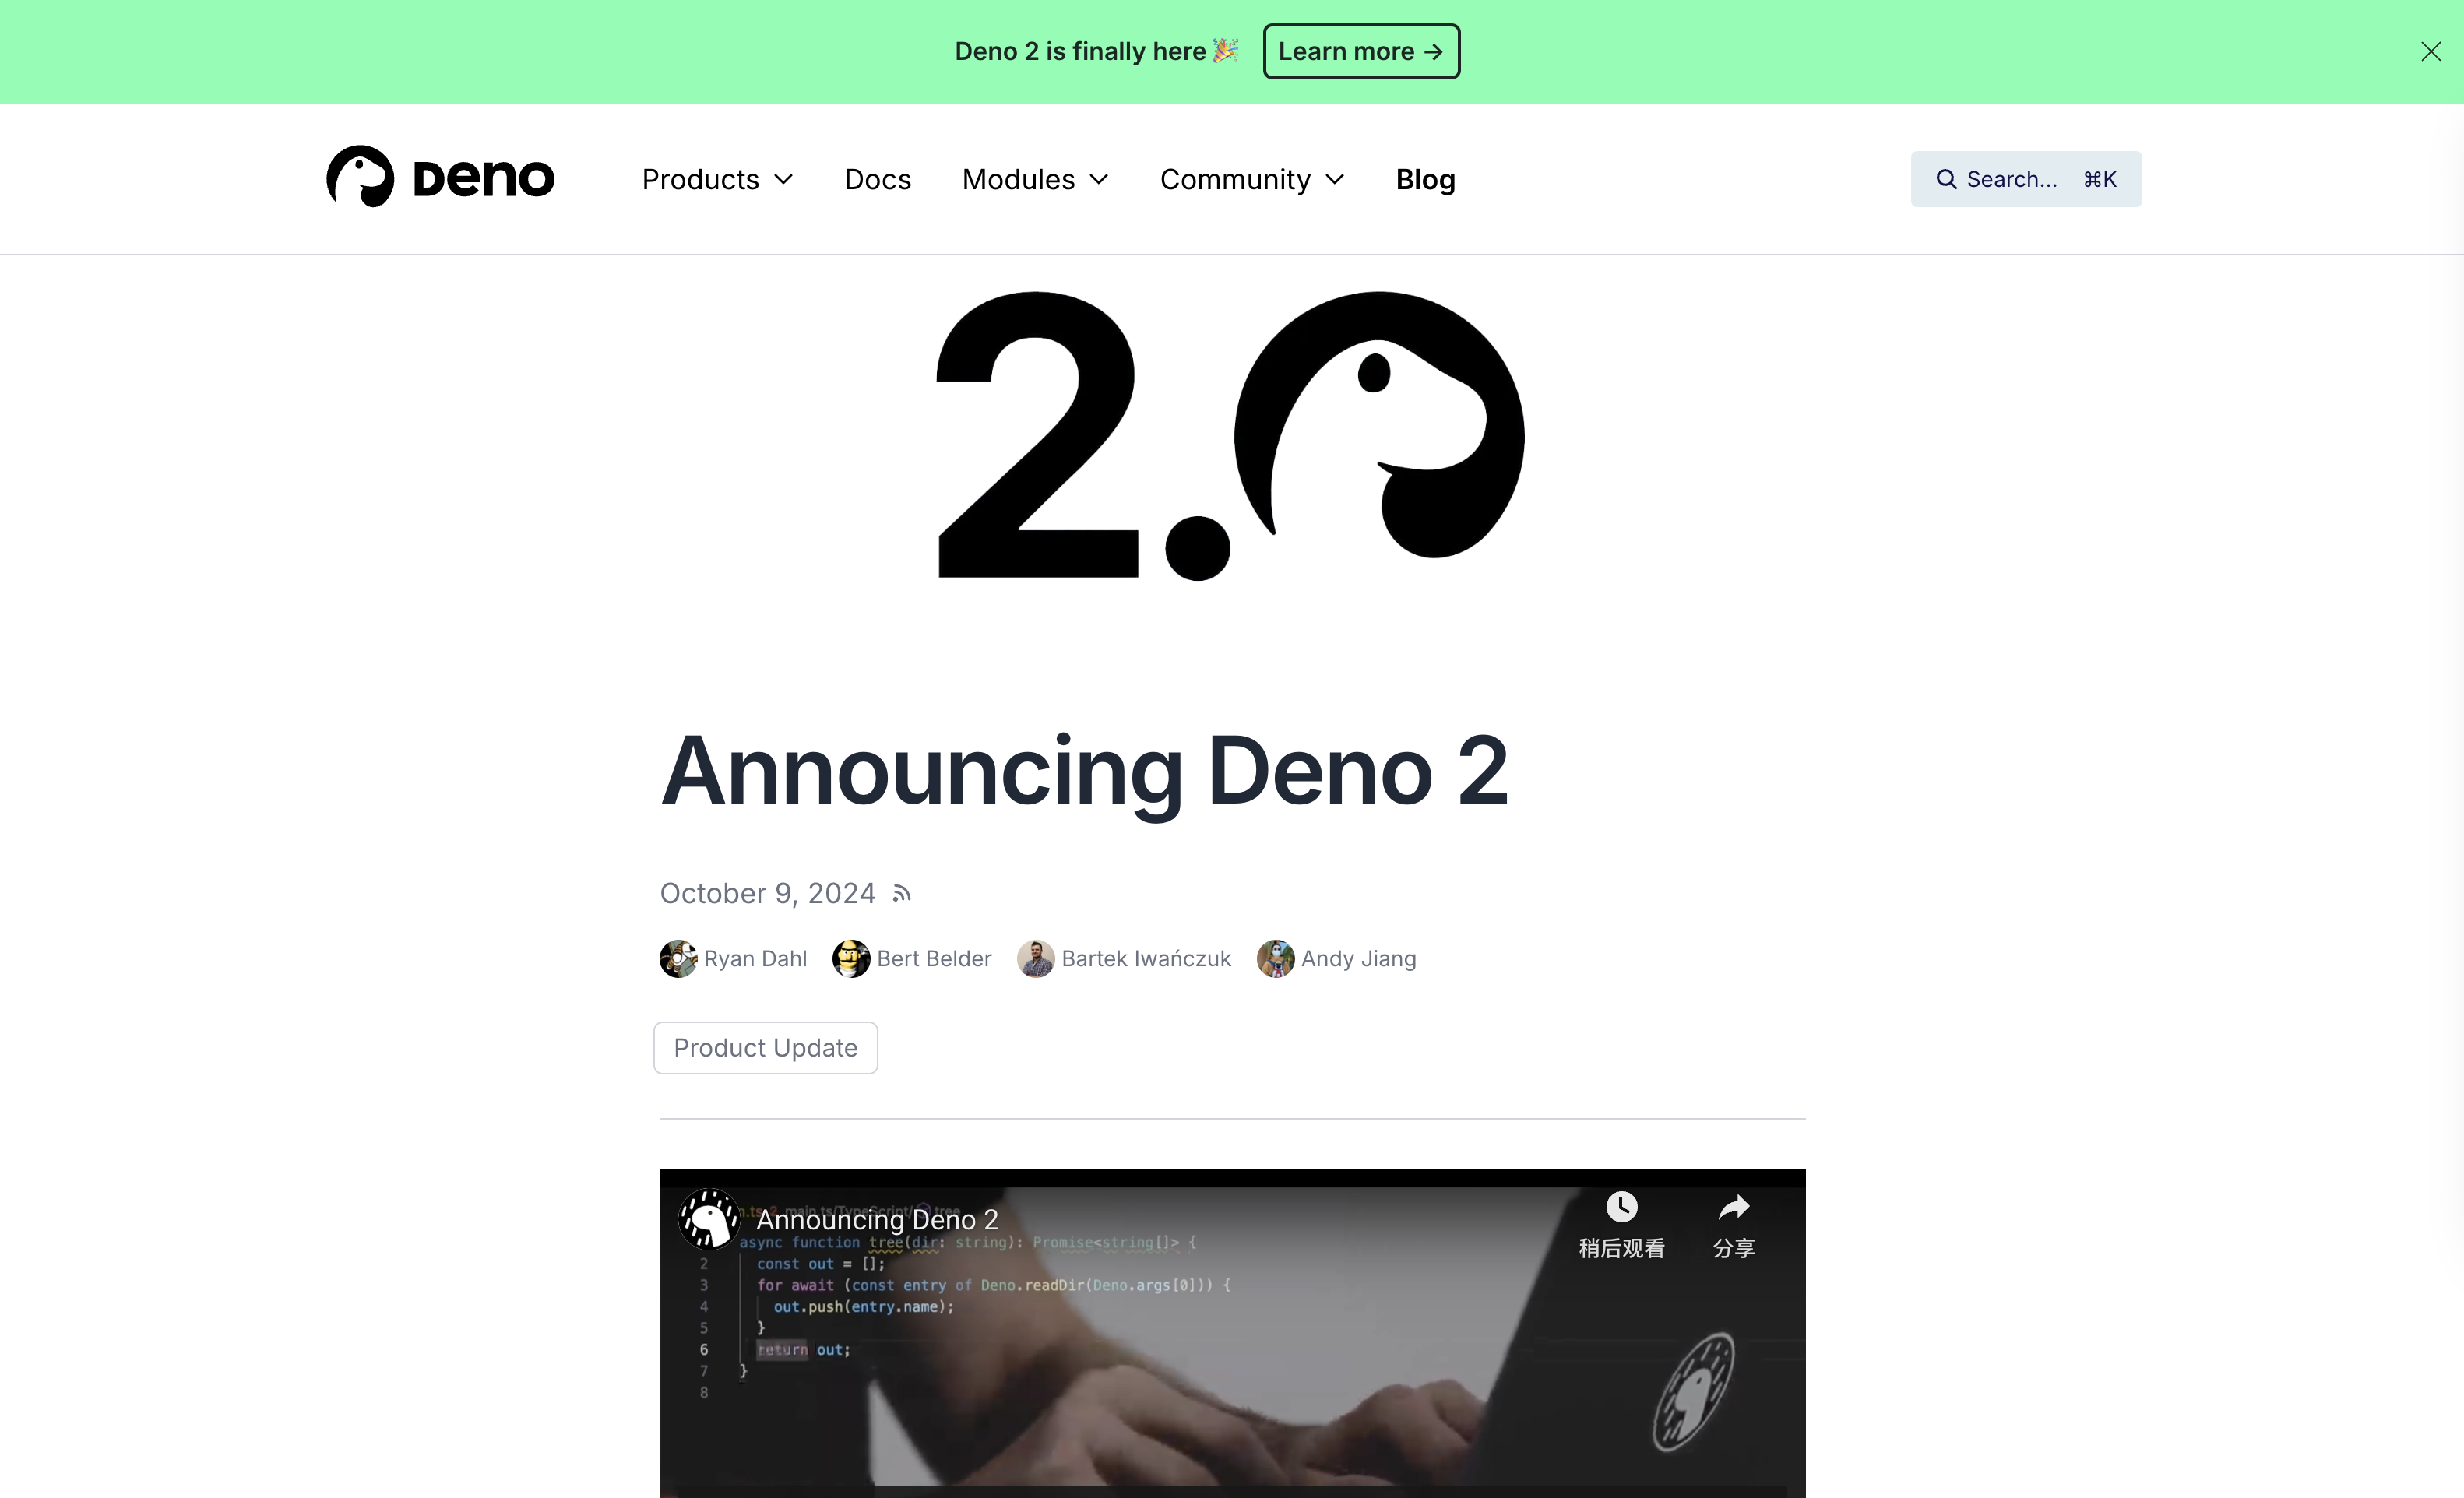 Deno 2 is finally here 🎉 Learn more →
Deno Products Docs Modules Community Blog Search... ⌘K
2.0
Announcing Deno 2
October 9, 2024
Ryan Dahl Bert Belder Bartek Iwańczuk Andy Jiang
Product Update
Announcing Deno 2
稍后观看 分享
async function tree(dir: string): Promise<string[]> {
2 const out = [];
3 for await (const entry of Deno.readDir(Deno.args[0])) {
4 out.push(entry.name);
5 }
6 return out;
7 }
8